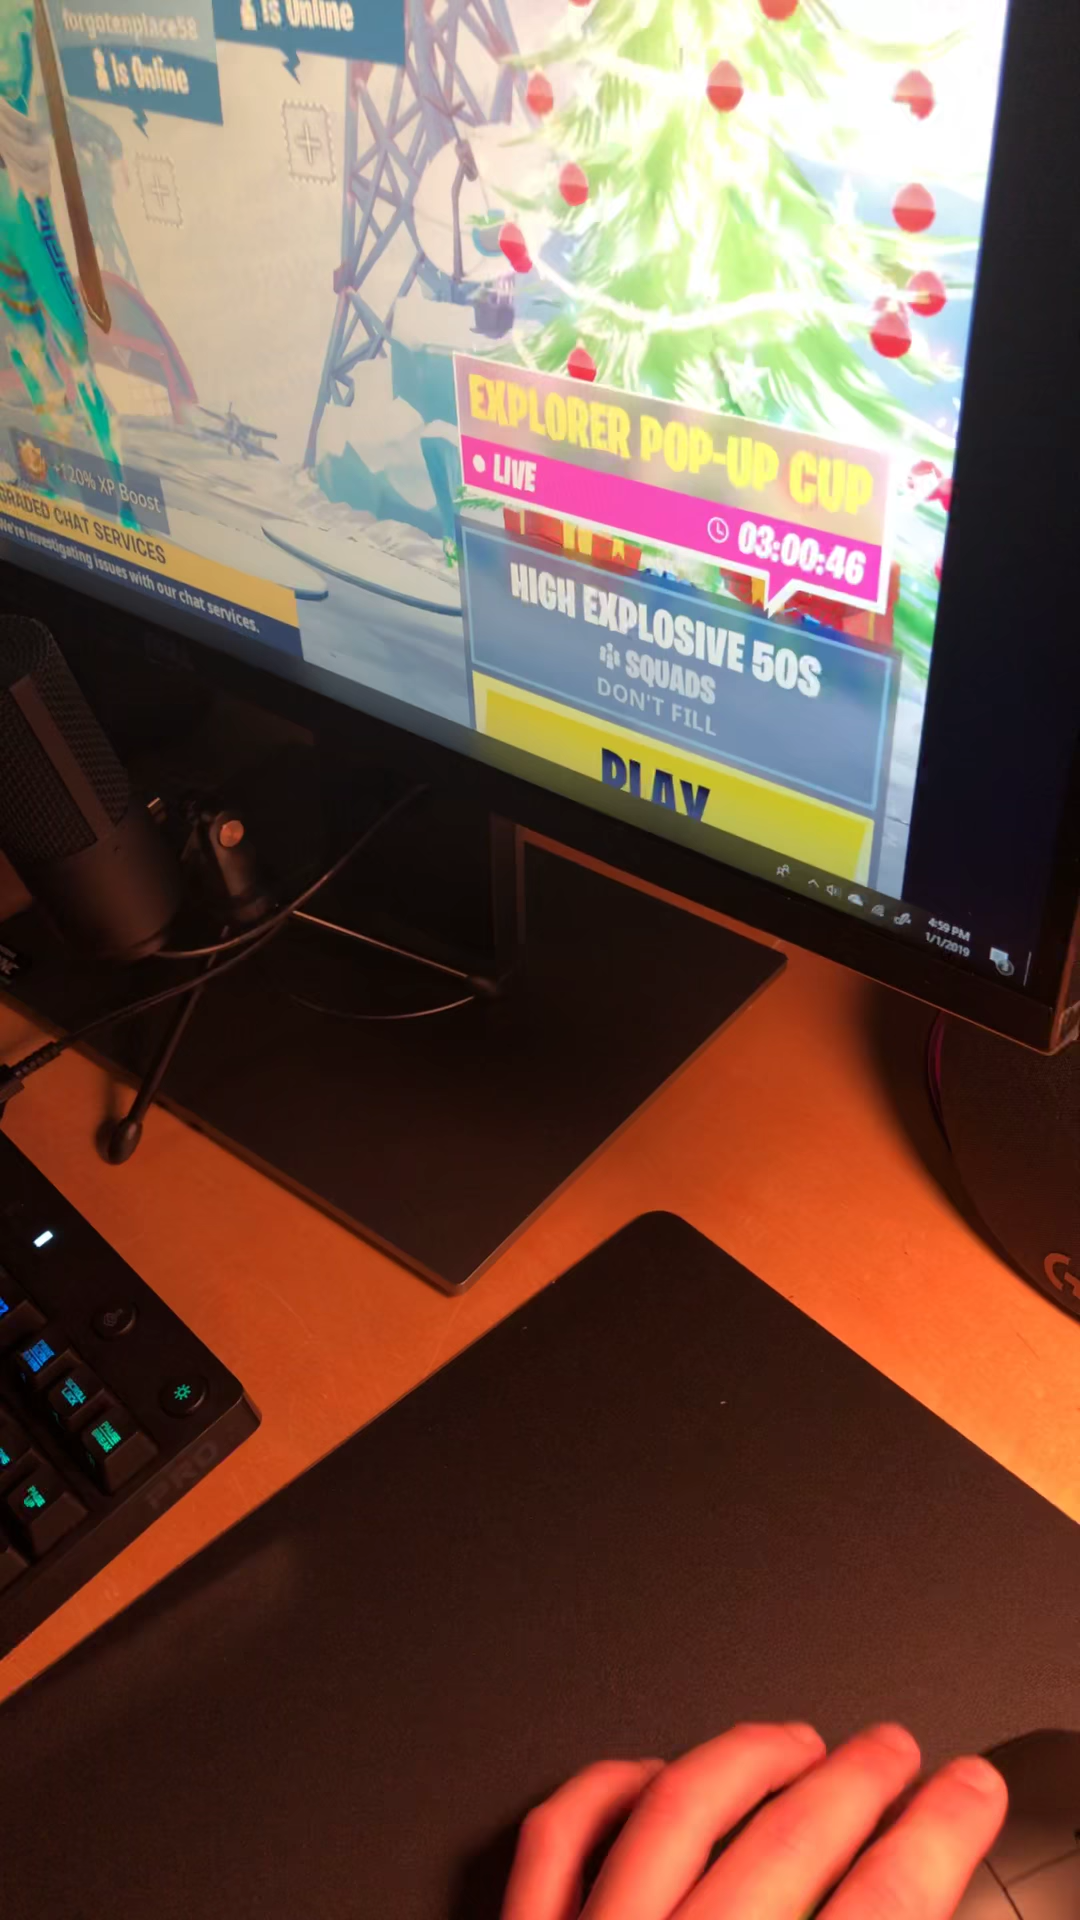 forgotenplace58
Is Online
Is Online
+120% XP Boost
GRADED CHAT SERVICES
We're investigating issues with our chat services.
EXPLORER POP-UP CUP
LIVE
03:00:46
HIGH EXPLOSIVE 50S
SQUADS
DON'T FILL
PLAY
4:59 PM
1/1/2019
G
PRO